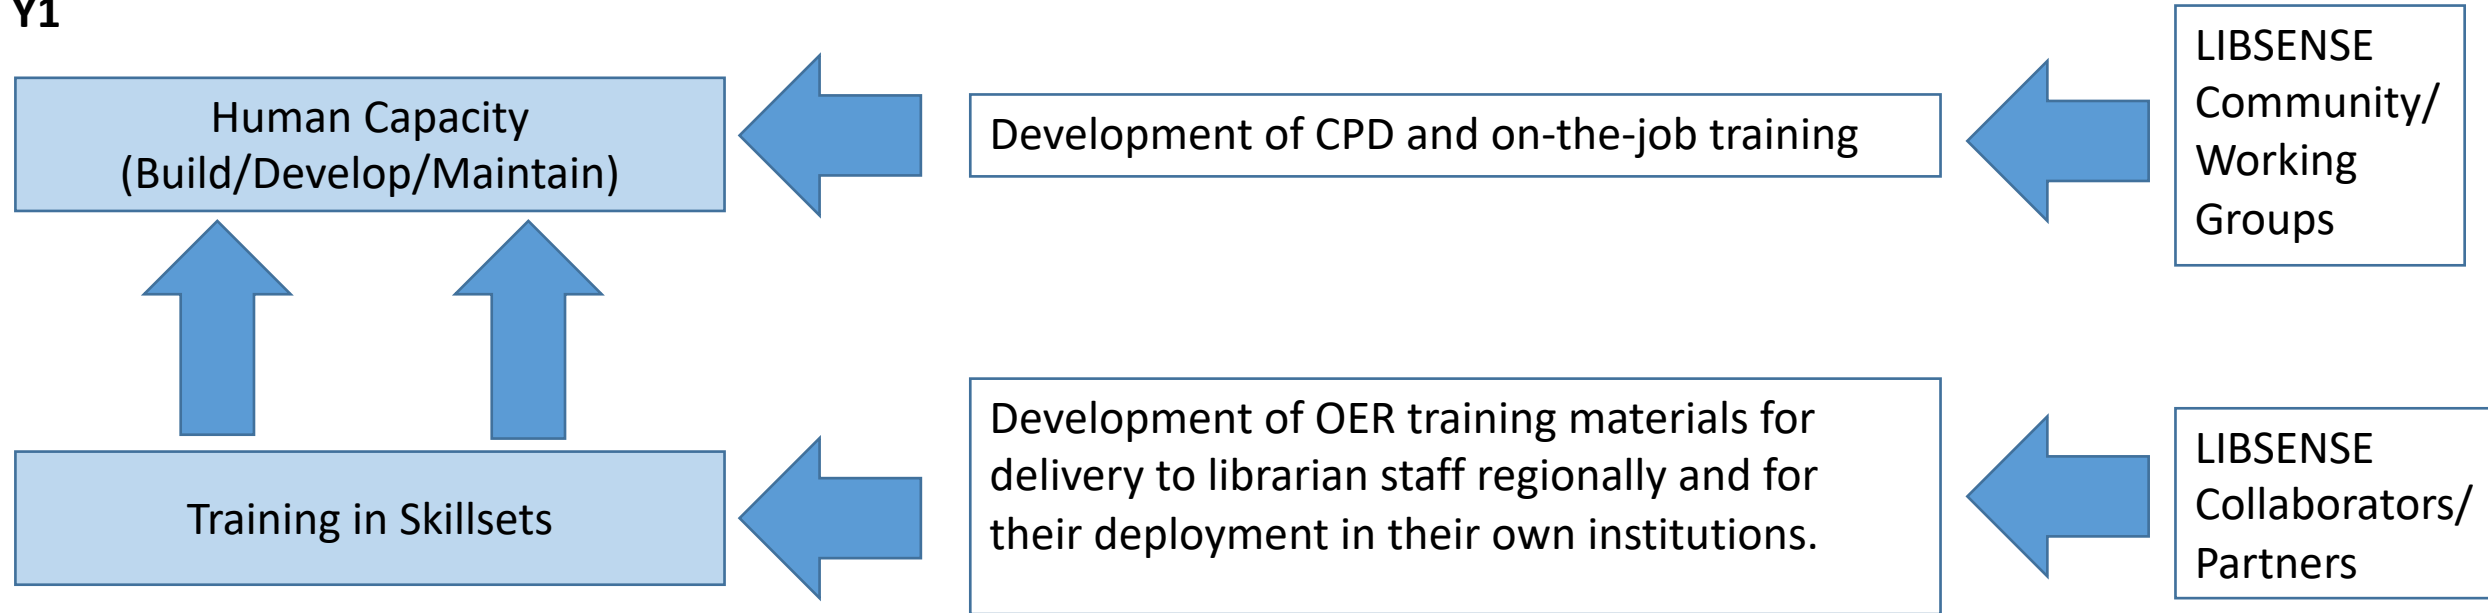 Y1
Human Capacity
(Build/Develop/Maintain)
Development of CPD and on-the-job training
LIBSENSE
Community/
Working
Groups
Training in Skillsets
Development of OER training materials for
delivery to librarian staff regionally and for
their deployment in their own institutions.
LIBSENSE
Collaborators/
Partners